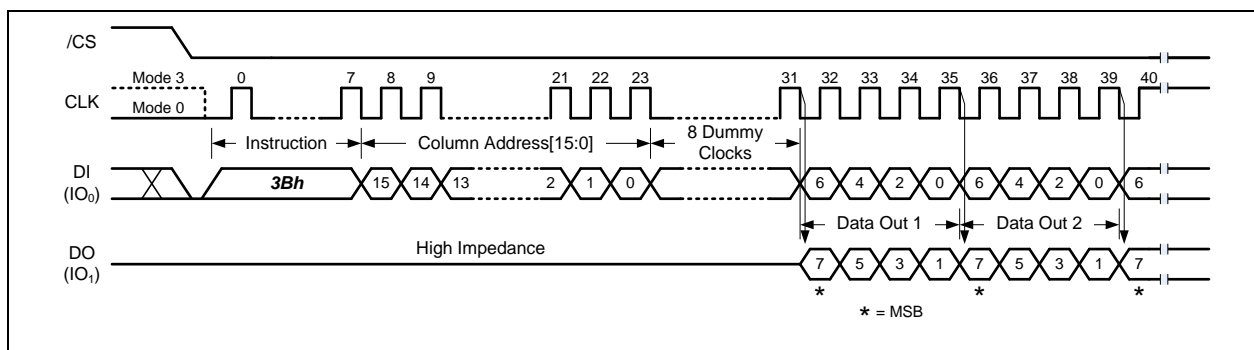 /CS
Mode 3 0 7 8 9 21 22 23 31 32 33 34 35 36 37 38 39 40
CLK
Mode 0
Instruction Column Address[15:0] 8 Dummy Clocks
DI (IO0) 3Bh 15 14 13 2 1 0 6 4 2 0 6 4 2 0 6
Data Out 1 Data Out 2
High Impedance
DO (IO1) 7 5 3 1 7 5 3 1 7
* * *
* = MSB